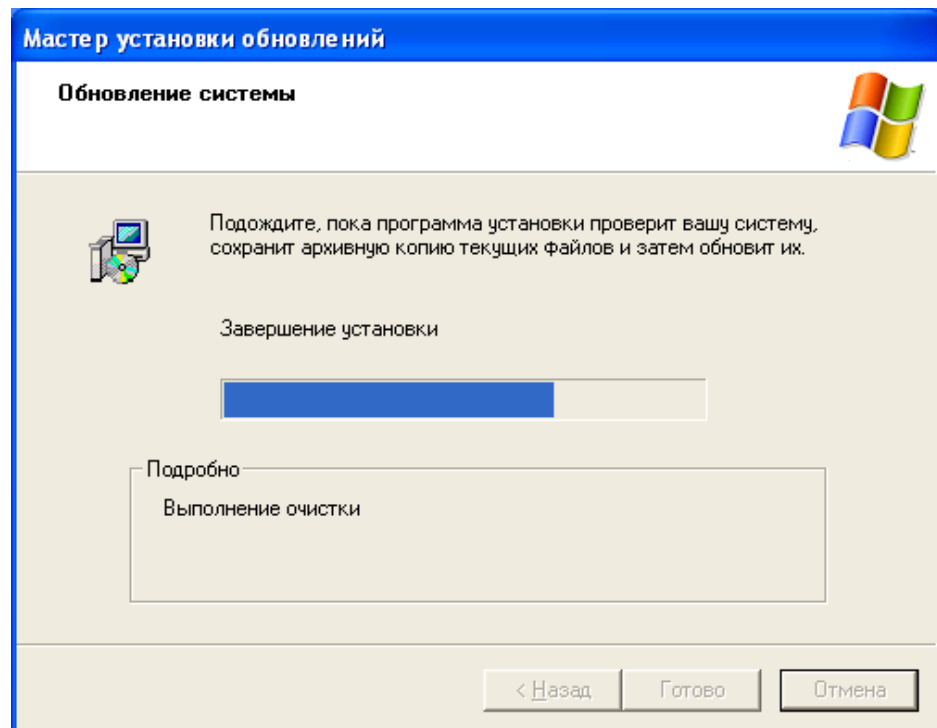 Мастер установки обновлений
Обновление системы
Подождите, пока программа установки проверит вашу систему,
сохранит архивную копию текущих файлов и затем обновит их.
Завершение установки
Подробно
Выполнение очистки
< Назад
Готово
Отмена